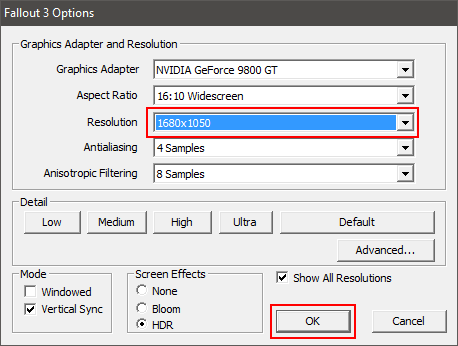 Fallout 3 Options
Graphics Adapter and Resolution
Graphics Adapter NVIDIA GeForce 9800 GT
Aspect Ratio 16:10 Widescreen
Resolution 1680x1050
Antialiasing 4 Samples
Anisotropic Filtering 8 Samples
Detail
Low Medium High Ultra Default
Advanced...
Mode
Windowed
Vertical Sync
Screen Effects
None
Bloom
HDR
Show All Resolutions
OK Cancel